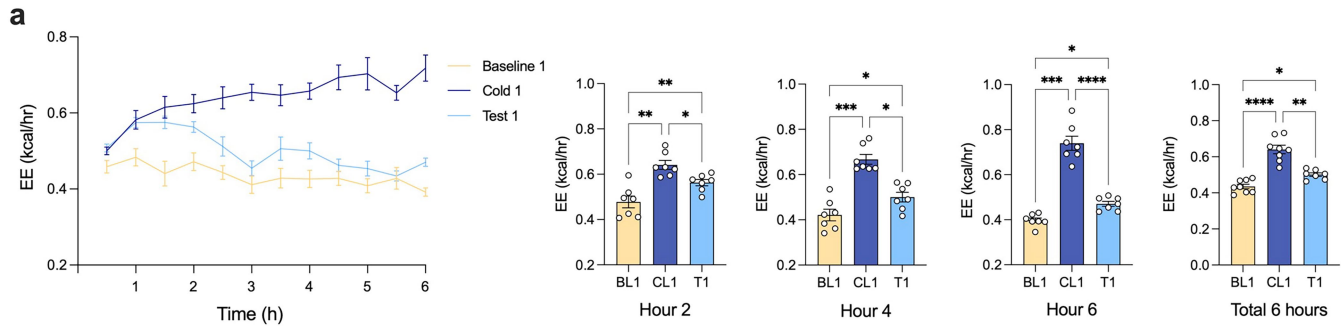 a
EE (kcal/hr)
0.8
0.6
0.4
0.2
1 2 3 4 5 6
Time (h)
Baseline 1
Cold 1
Test 1
EE (kcal/hr)
1.0
0.8
0.6
0.4
0.2
**
** *
BL1 CL1 T1
Hour 2
EE (kcal/hr)
1.0
0.8
0.6
0.4
0.2
*
*** *
BL1 CL1 T1
Hour 4
EE (kcal/hr)
1.0
0.8
0.6
0.4
0.2
*
*** ****
BL1 CL1 T1
Hour 6
EE (kcal/hr)
1.0
0.8
0.6
0.4
0.2
0.0
*
**** **
BL1 CL1 T1
Total 6 hours